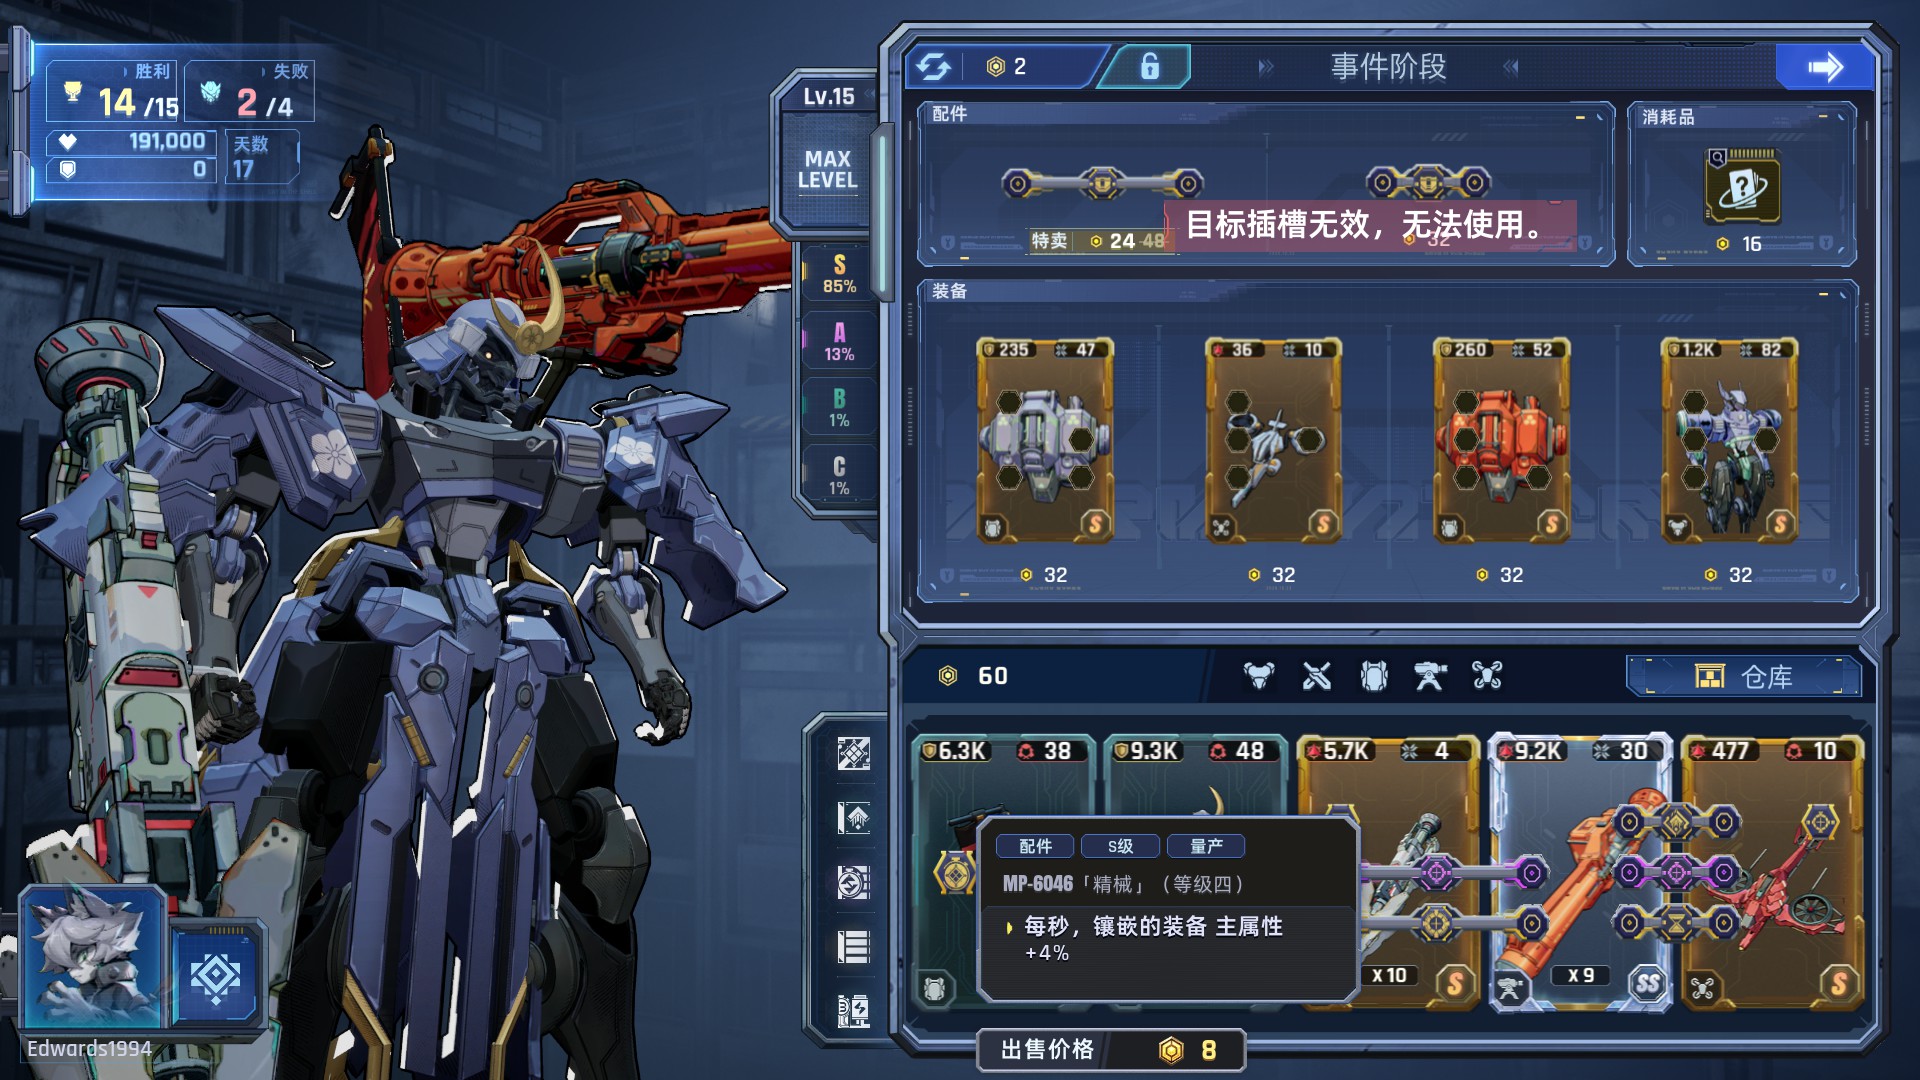 胜利
14 /15
失败
2 /4
191,000
0
天数
17
Lv.15
MAX
LEVEL
S
85%
A
13%
B
1%
C
1%
2
事件阶段
配件
特卖 24 48
32
目标插槽无效，无法使用。
消耗品
16
装备
235 47
36 10
260 52
1.2K 82
32
32
32
32
60
仓库
6.3K 38
9.3K 48
5.7K 4
9.2K 30
477 10
配件 S级 量产
MP-6046「精械」（等级四）
每秒，镶嵌的装备 主属性
+4%
x10
x9
S
SS
S
出售价格 8
Edwards1994